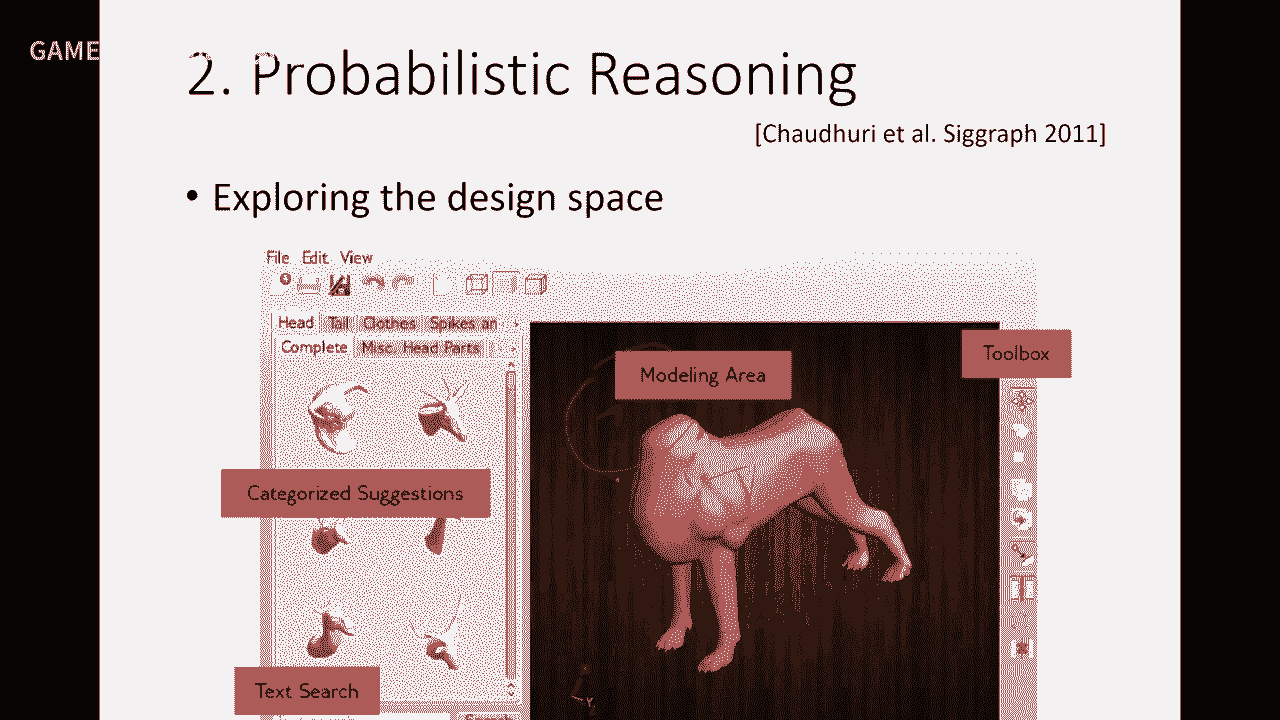 GAME
2. Probabilistic Reasoning
[Chaudhuri et al. Siggraph 2011]
• Exploring the design space
File Edit View
Head Tail Clothes Spikes an
Complete Misc. Head Parts
Modeling Area
Toolbox
Categorized Suggestions
Text Search